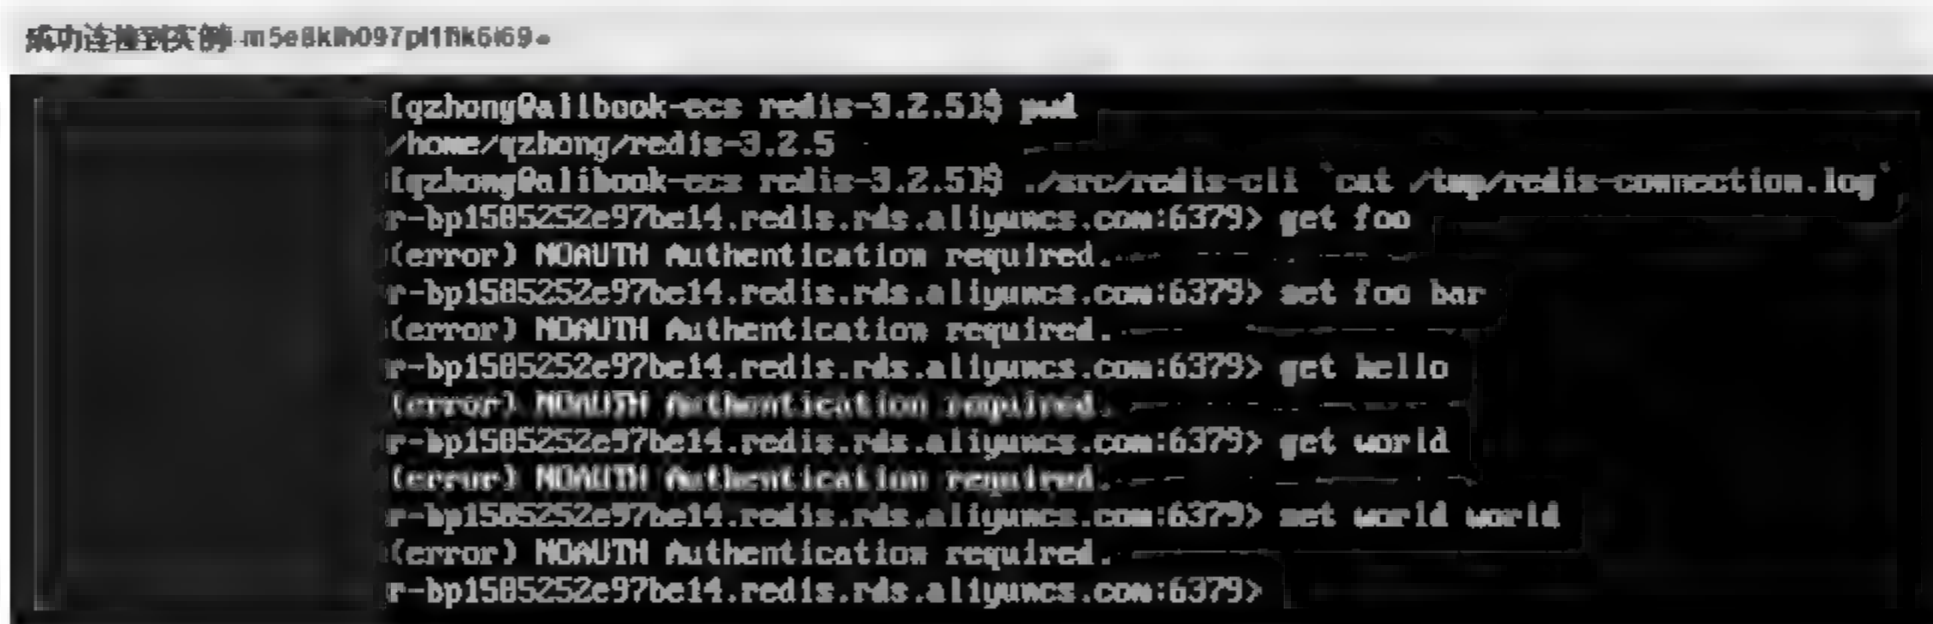 成功连接到实例 m5e8klh097pl1fik6i69。
[qzhong@alibook-ecs redis-3.2.5]$ pwd
/home/qzhong/redis-3.2.5
[qzhong@alibook-ecs redis-3.2.5]$ ./src/redis-cli `cat /tmp/redis-connection.log`
r-bp1585252e97be14.redis.rds.aliyuncs.com:6379> get foo
(error) NOAUTH Authentication required.
r-bp1585252e97be14.redis.rds.aliyuncs.com:6379> set foo bar
(error) NOAUTH Authentication required.
r-bp1585252e97be14.redis.rds.aliyuncs.com:6379> get hello
(error) NOAUTH Authentication required.
r-bp1585252e97be14.redis.rds.aliyuncs.com:6379> get world
(error) NOAUTH Authentication required.
r-bp1585252e97be14.redis.rds.aliyuncs.com:6379> set world world
(error) NOAUTH Authentication required.
r-bp1585252e97be14.redis.rds.aliyuncs.com:6379>